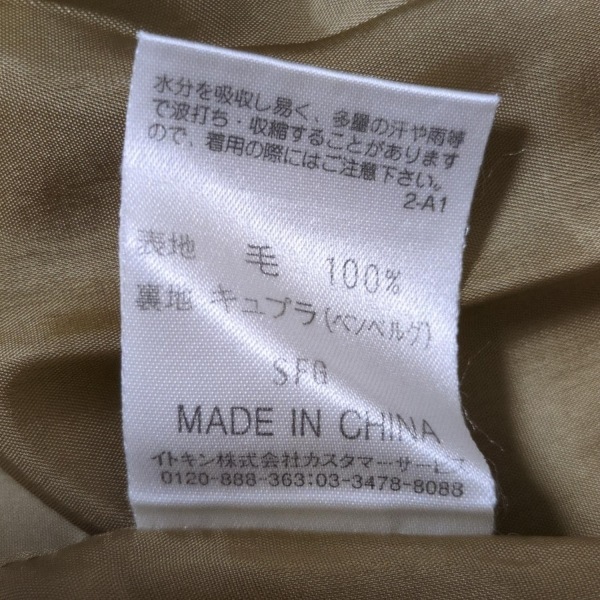 水分を吸収し易く、多量の汗や雨等
で波打ち・収縮することがあります
ので、着用の際にはご注意下さい。
2-A1
表地 毛 100%
裏地 キュプラ(ベンベルグ)
SFG
MADE IN CHINA
イトキン株式会社カスタマーサービス
0120-888-363:03-3478-8088